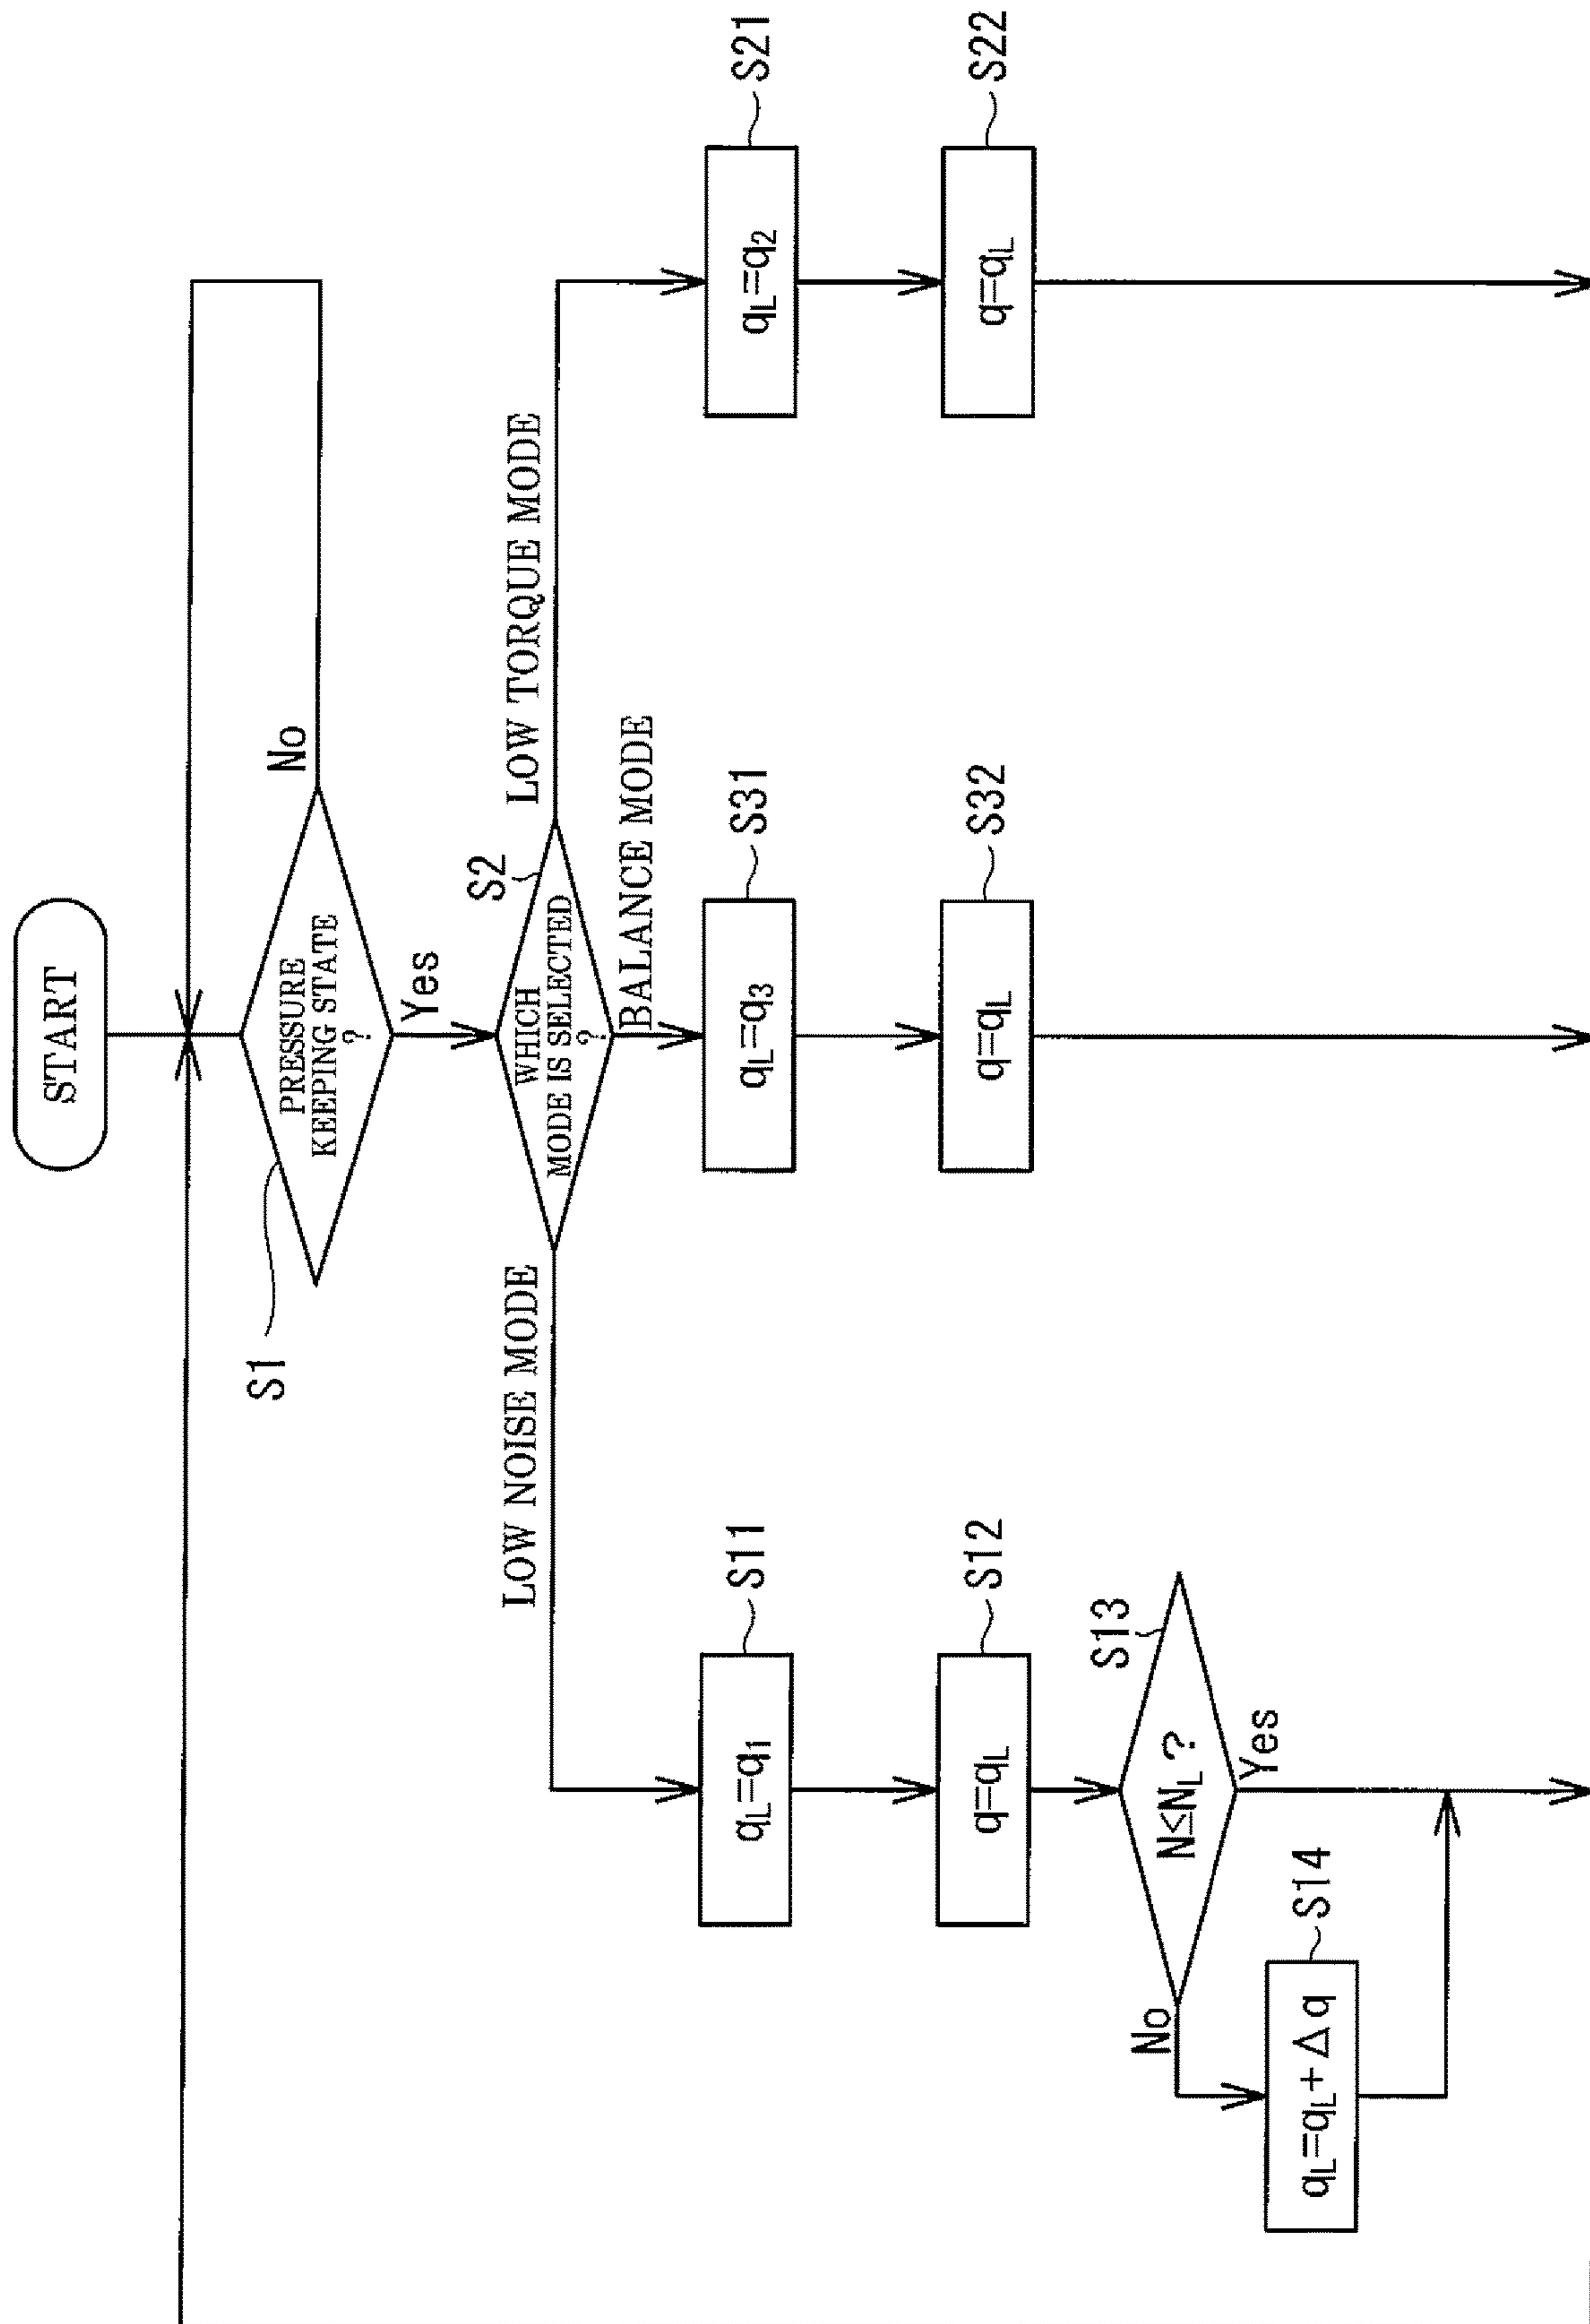 START
S1
PRESSURE
KEEPING STATE
?
No
Yes
S2
WHICH
MODE IS SELECTED
?
LOW NOISE MODE
BALANCE MODE
LOW TORQUE MODE
S11
qL=q1
S12
q=qL
S13
N≤NL?
No
Yes
S14
qL=qL+Δq
S31
qL=q3
S32
q=qL
S21
qL=q2
S22
q=qL